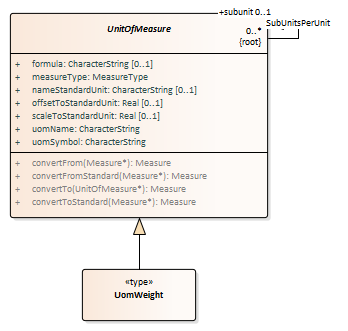 +subunit 0..1
UnitOfMeasure
SubUnitsPerUnit
0..*
{root}
+ formula: CharacterString [0..1]
+ measureType: MeasureType
+ nameStandardUnit: CharacterString [0..1]
+ offsetToStandardUnit: Real [0..1]
+ scaleToStandardUnit: Real [0..1]
+ uomName: CharacterString
+ uomSymbol: CharacterString
+ convertFrom(Measure*): Measure
+ convertFromStandard(Measure*): Measure
+ convertTo(UnitOfMeasure*): Measure
+ convertToStandard(Measure*): Measure
«type»
UomWeight